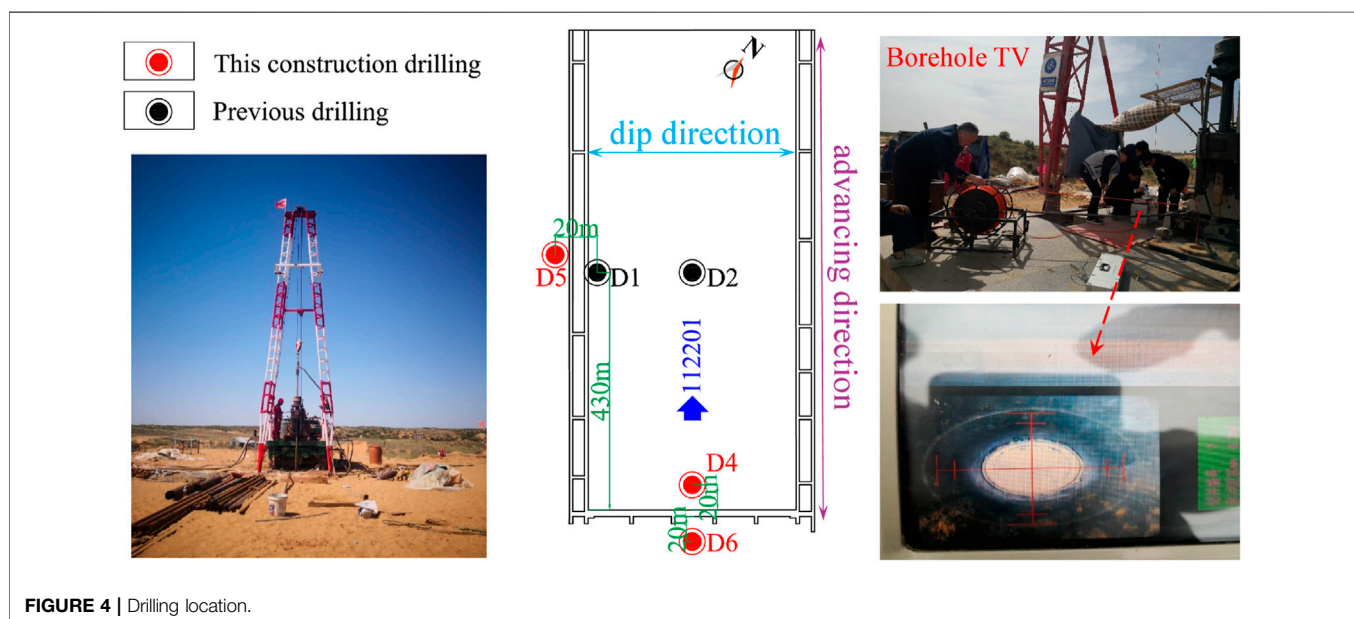 This construction drilling
Previous drilling
N
dip direction
advancing direction
20m
D5
D1
D2
430m
112201
D4
20m
20m
D6
Borehole TV
FIGURE 4 | Drilling location.